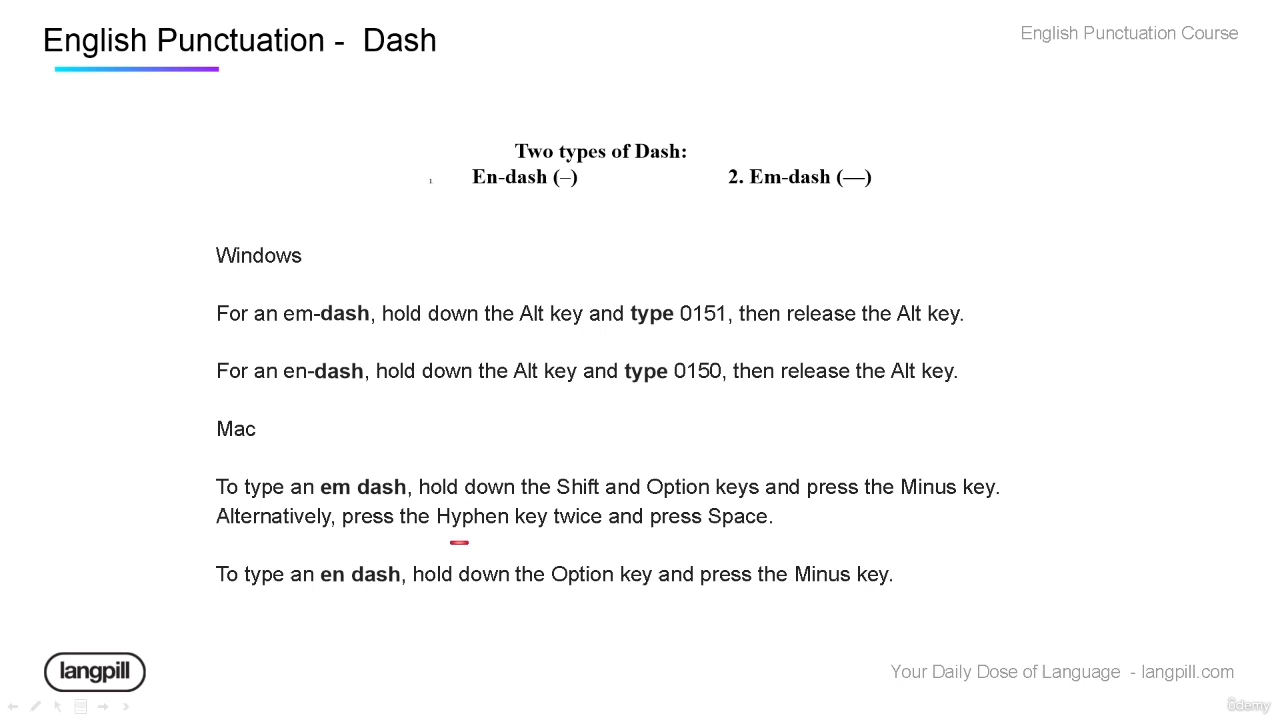 English Punctuation - Dash
English Punctuation Course
Two types of Dash:
1. En-dash (–) 2. Em-dash (—)
Windows
For an em-dash, hold down the Alt key and type 0151, then release the Alt key.
For an en-dash, hold down the Alt key and type 0150, then release the Alt key.
Mac
To type an em dash, hold down the Shift and Option keys and press the Minus key.
Alternatively, press the Hyphen key twice and press Space.
To type an en dash, hold down the Option key and press the Minus key.
langpill
Your Daily Dose of Language - langpill.com
ûdemy